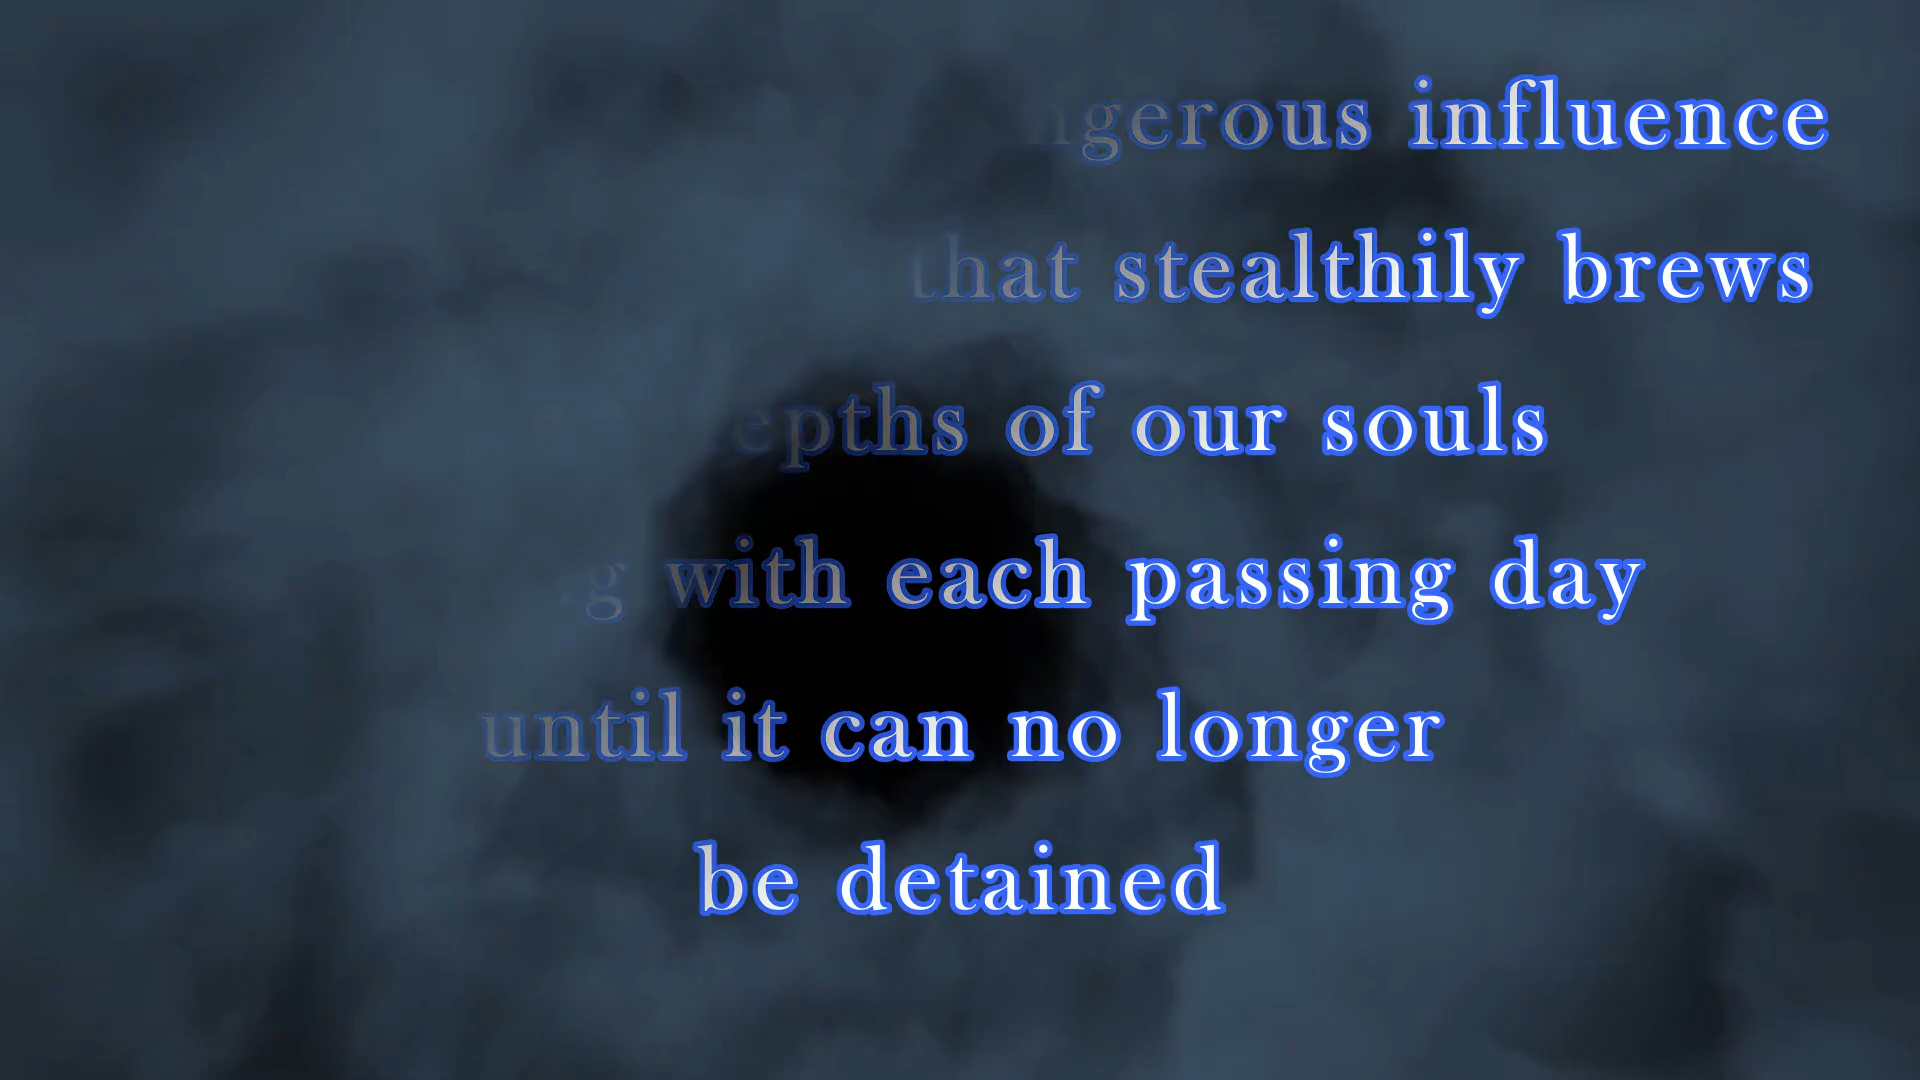 ngerous influence
that stealthily brews
epths of our souls
g with each passing day
until it can no longer
be detained